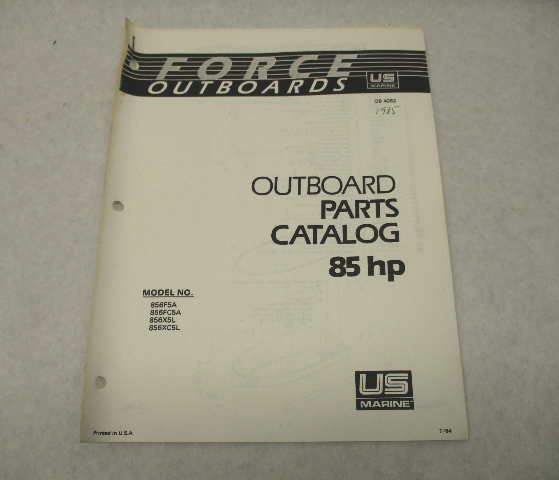 FORCE
OUTBOARDS
US
MARINE
OB 4052
1985
OUTBOARD
PARTS
CATALOG
85 hp
MODEL NO.
856F5A
856FC5A
856X5L
856XC5L
US
MARINE
Printed in U.S.A.
7/84